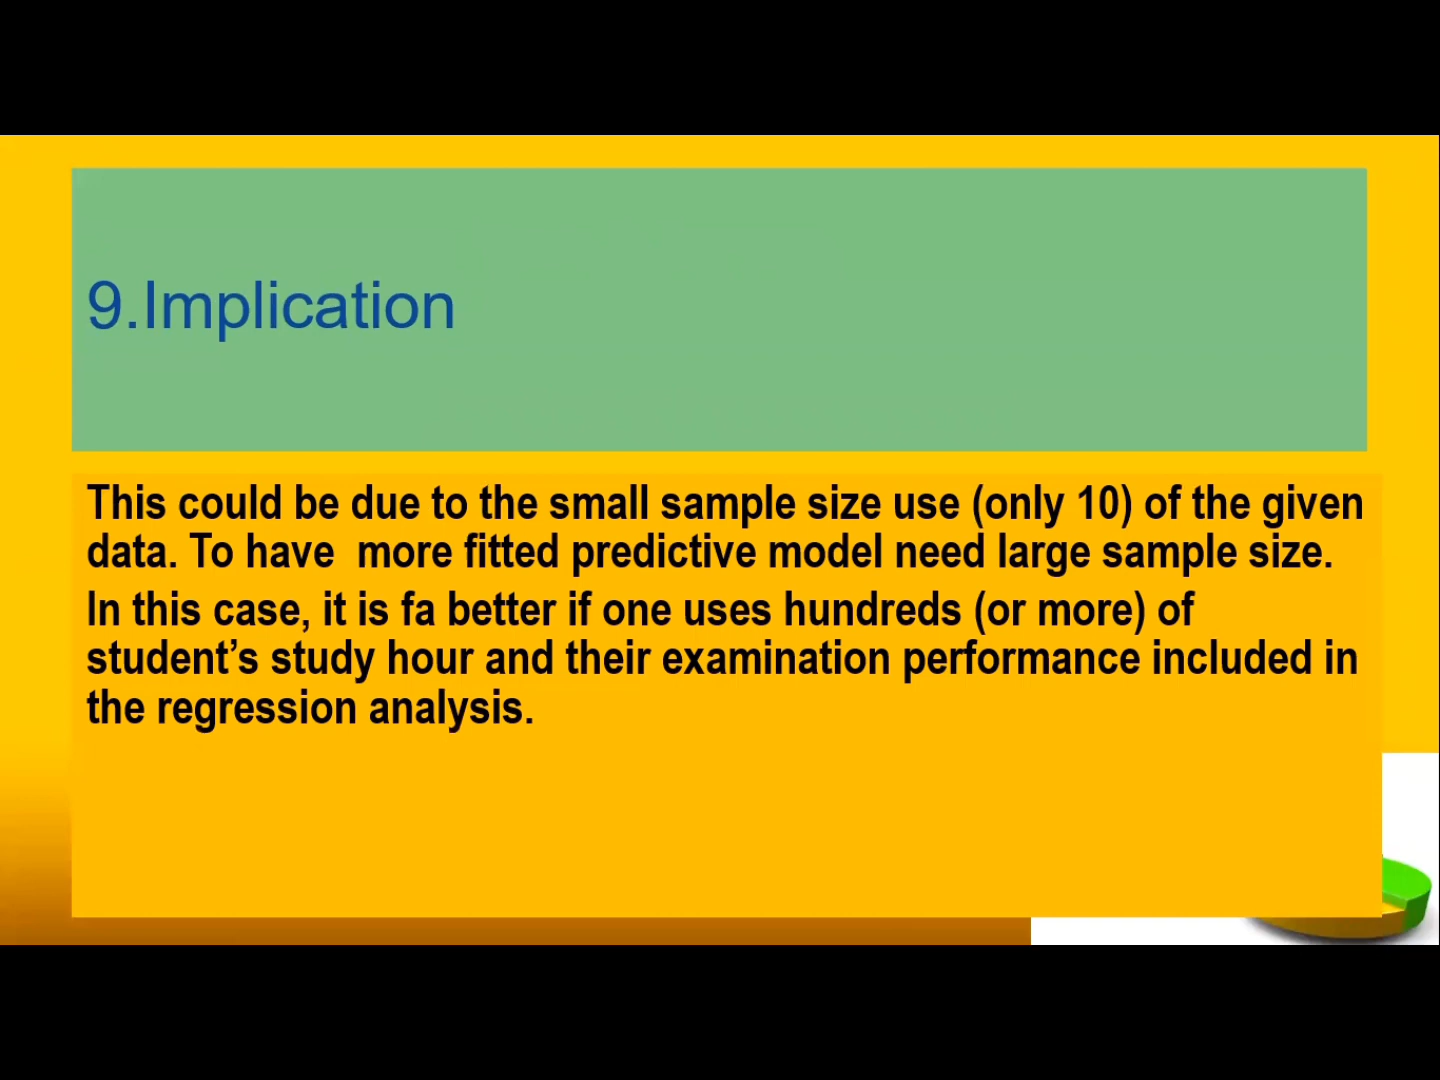 9.Implication
This could be due to the small sample size use (only 10) of the given
data. To have  more fitted predictive model need large sample size.
In this case, it is fa better if one uses hundreds (or more) of
student’s study hour and their examination performance included in
the regression analysis.